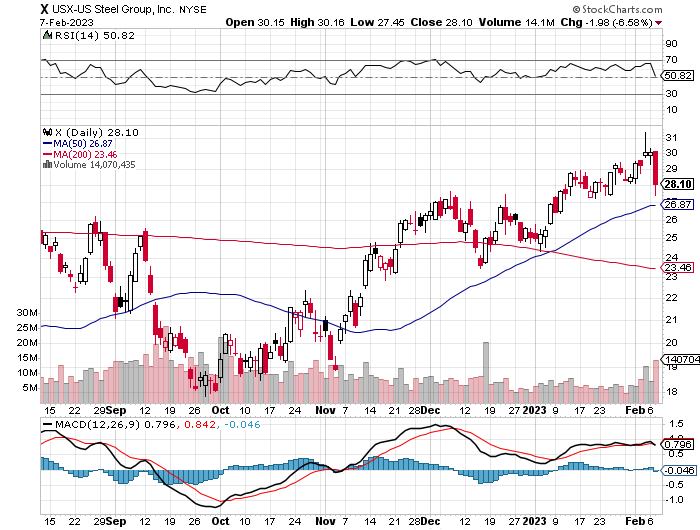 X USX-US Steel Group, Inc. NYSE © StockCharts.com
7-Feb-2023 Open 30.15 High 30.16 Low 27.45 Close 28.10 Volume 14.1M Chg -1.98 (-6.58%)
RSI(14) 50.82
90
70
50.82
30
10
X (Daily) 28.10
MA(50) 26.87
MA(200) 23.46
Volume 14,070,435
31
30
29
28.10
26.87
26
25
24
23.46
22
21
20
19
18
30M
25M
20M
15M
10M
5M
1407043
15 22 29 Sep 12 19 26 Oct 10 17 24 Nov 7 14 21 28 Dec 12 19 27 2023 9 17 23 Feb 6
MACD(12,26,9) 0.796, 0.842, -0.046
1.5
1.0
0.796
-0.046
-0.5
-1.0
15 22 29 Sep 12 19 26 Oct 10 17 24 Nov 7 14 21 28 Dec 12 19 27 2023 9 17 23 Feb 6